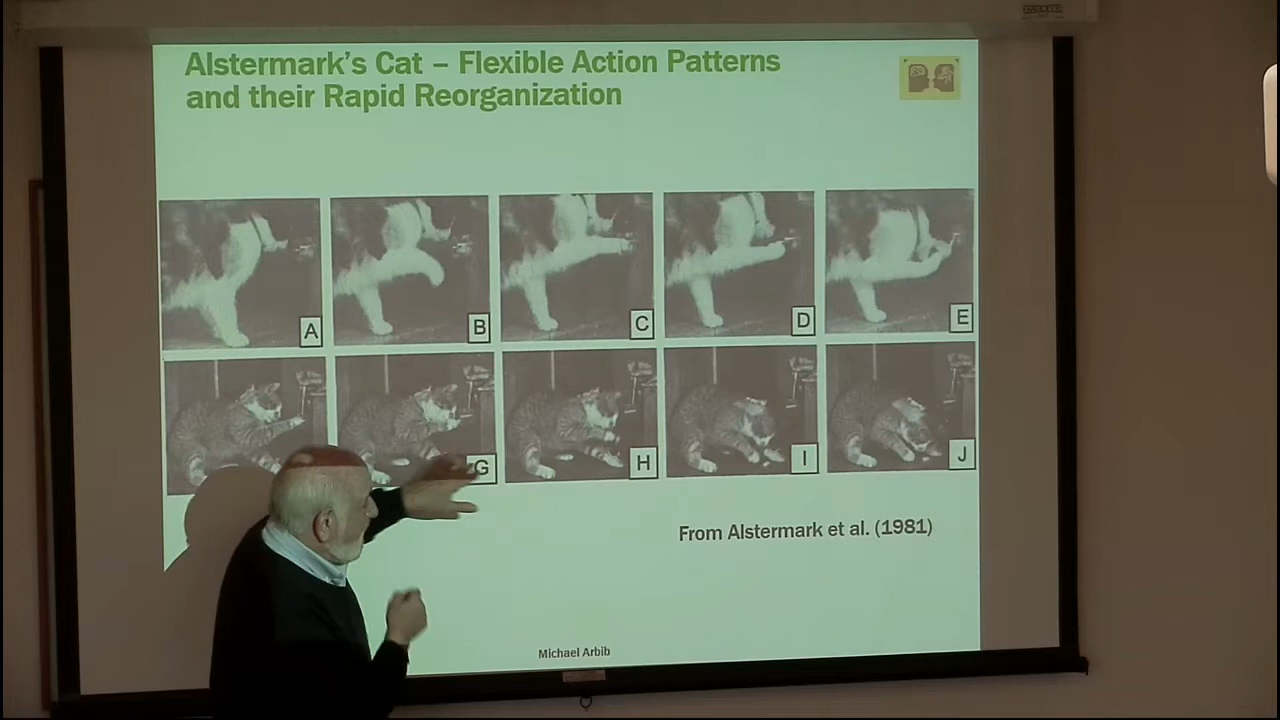 Alstermark's Cat – Flexible Action Patterns
and their Rapid Reorganization
A
B
C
D
E
G
H
I
J
From Alstermark et al. (1981)
Michael Arbib